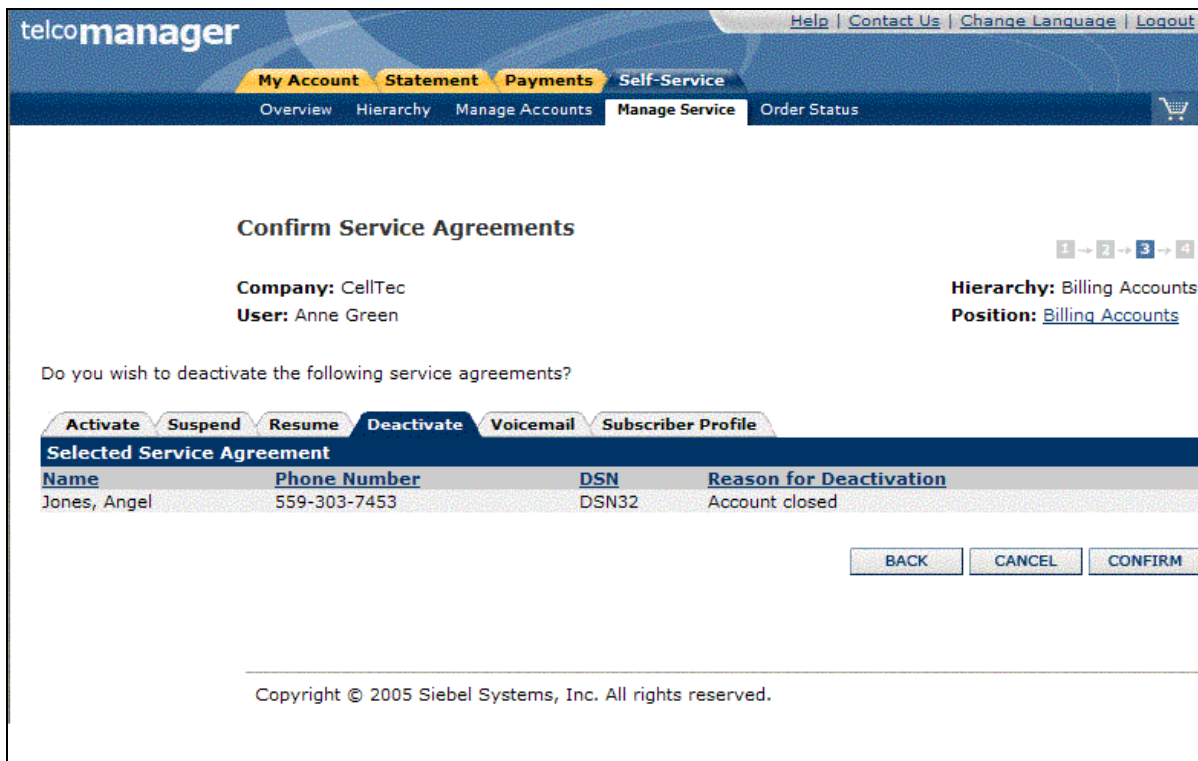 telcomanager
Help | Contact Us | Change Language | Logout
My Account Statement Payments Self-Service
Overview Hierarchy Manage Accounts Manage Service Order Status
Confirm Service Agreements
1 → 2 → 3 → 4
Company: CellTec
Hierarchy: Billing Accounts
User: Anne Green
Position: Billing Accounts
Do you wish to deactivate the following service agreements?
Activate Suspend Resume Deactivate Voicemail Subscriber Profile
Selected Service Agreement
Name Phone Number DSN Reason for Deactivation
Jones, Angel 559-303-7453 DSN32 Account closed
BACK CANCEL CONFIRM
Copyright © 2005 Siebel Systems, Inc. All rights reserved.